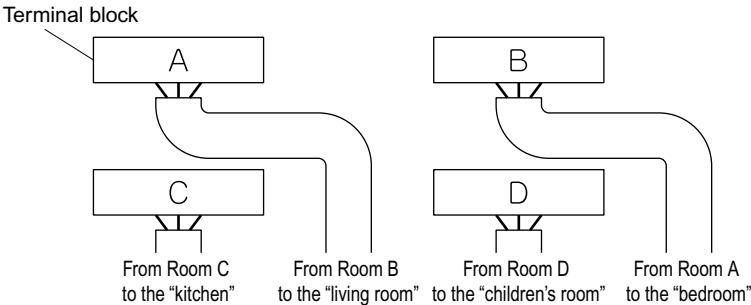 Terminal block
A
B
C
D
From Room C
to the “kitchen”
From Room B
to the “living room”
From Room D
to the “children’s room”
From Room A
to the “bedroom”